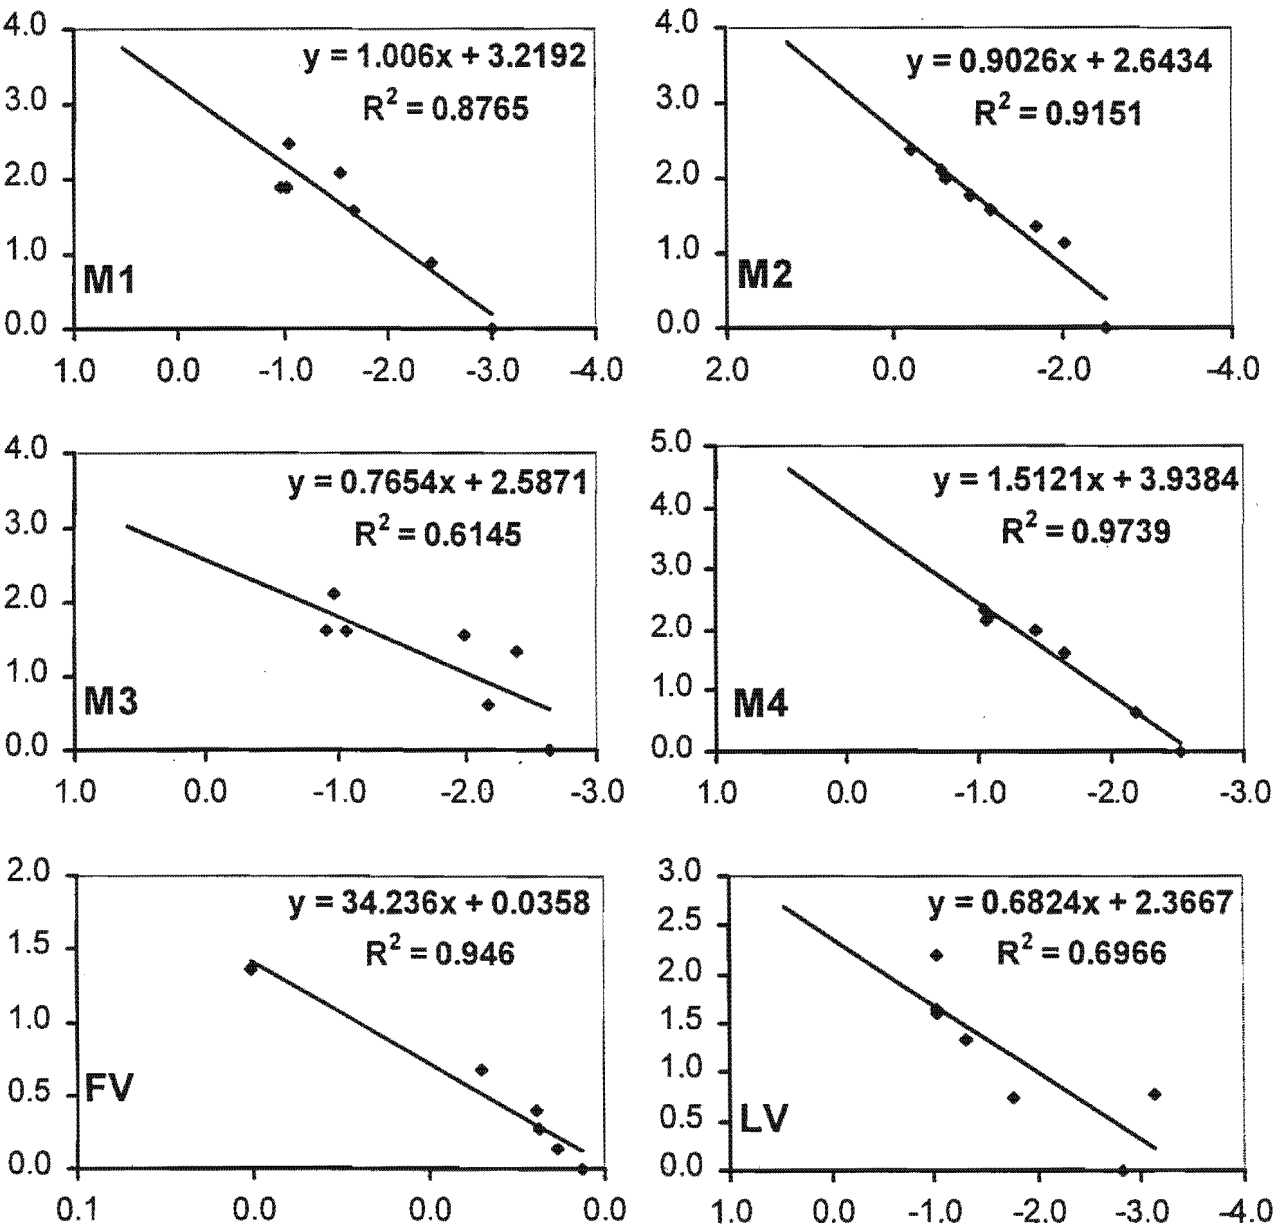 4.0
3.0
2.0
1.0
0.0
y = 1.006x + 3.2192
R² = 0.8765
M1
1.0 0.0 -1.0 -2.0 -3.0 -4.0
4.0
3.0
2.0
1.0
0.0
y = 0.9026x + 2.6434
R² = 0.9151
M2
2.0 0.0 -2.0 -4.0
4.0
3.0
2.0
1.0
0.0
y = 0.7654x + 2.5871
R² = 0.6145
M3
1.0 0.0 -1.0 -2.0 -3.0
5.0
4.0
3.0
2.0
1.0
0.0
y = 1.5121x + 3.9384
R² = 0.9739
M4
1.0 0.0 -1.0 -2.0 -3.0
2.0
1.5
1.0
0.5
0.0
y = 34.236x + 0.0358
R² = 0.946
FV
0.1 0.0 0.0 0.0
3.0
2.5
2.0
1.5
1.0
0.5
0.0
y = 0.6824x + 2.3667
R² = 0.6966
LV
1.0 0.0 -1.0 -2.0 -3.0 -4.0